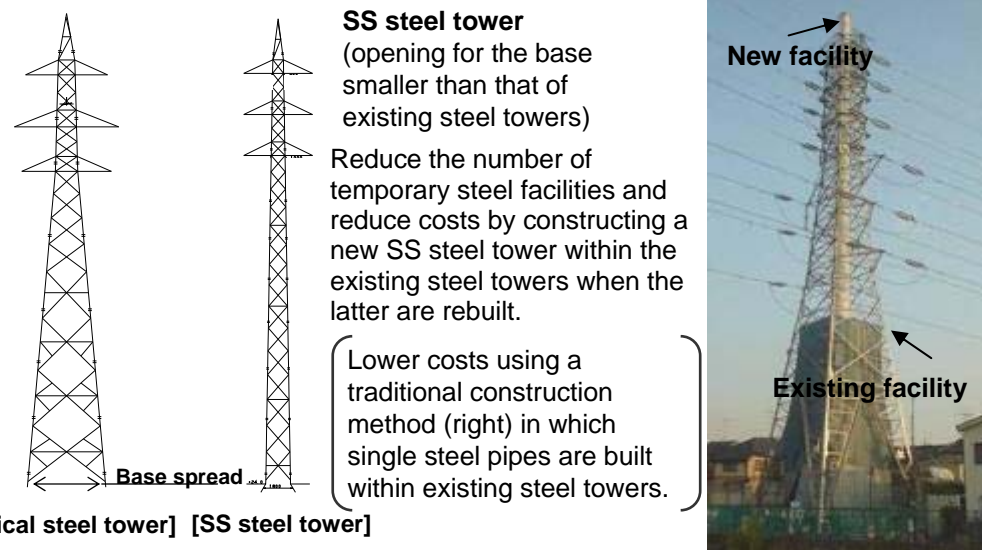 SS steel tower
(opening for the base
smaller than that of
existing steel towers)
Reduce the number of
temporary steel facilities and
reduce costs by constructing a
new SS steel tower within the
existing steel towers when the
latter are rebuilt.
Lower costs using a
traditional construction
method (right) in which
single steel pipes are built
within existing steel towers.
Base spread
ical steel tower] [SS steel tower]
New facility
Existing facility